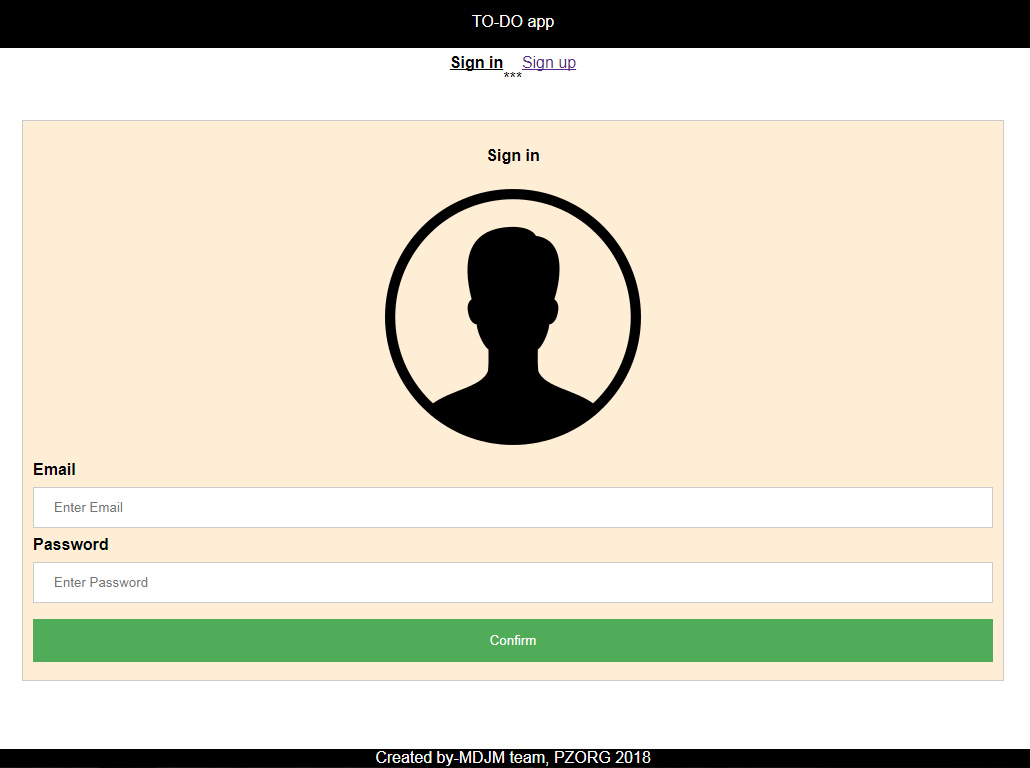 TO-DO app
Sign in***Sign up
Sign in
Email
Enter Email
Password
Enter Password
Confirm
Created by-MDJM team, PZORG 2018